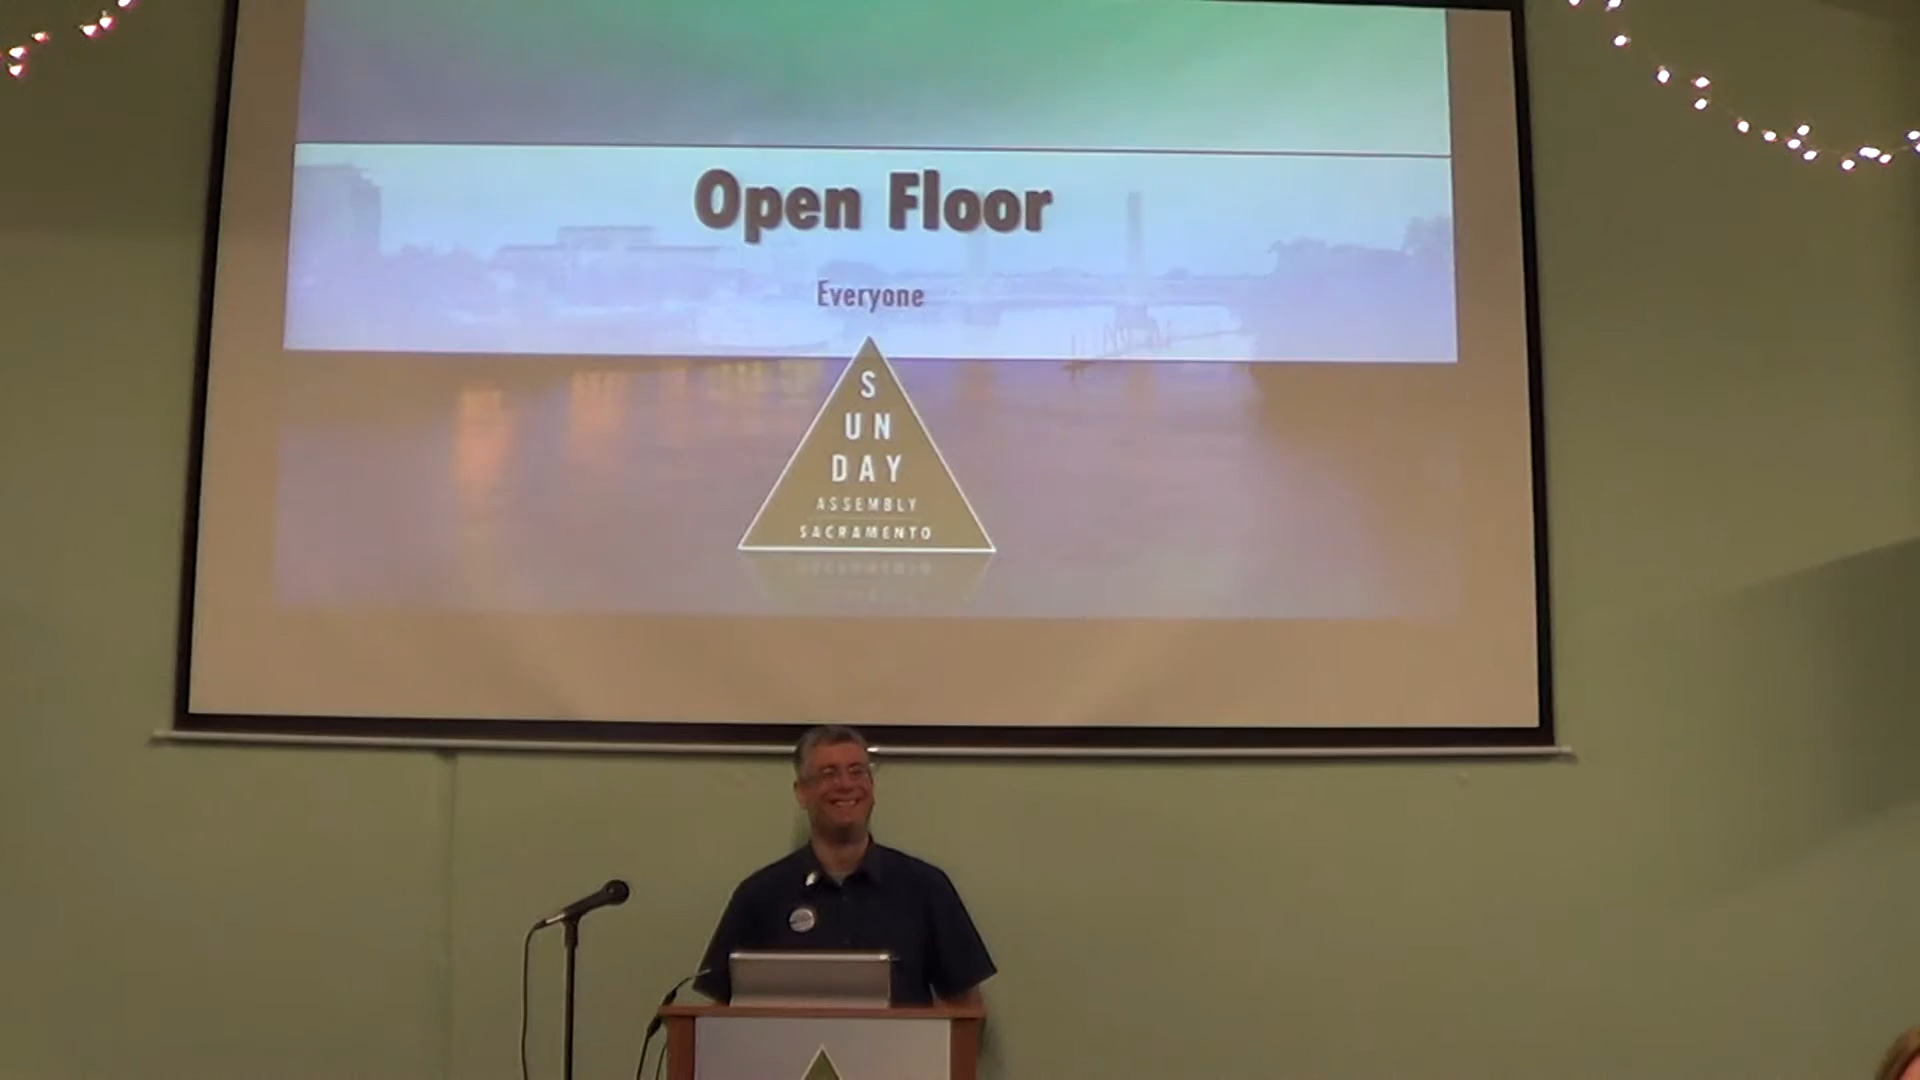 Open Floor
Everyone
S
UN
DAY
ASSEMBLY
SACRAMENTO